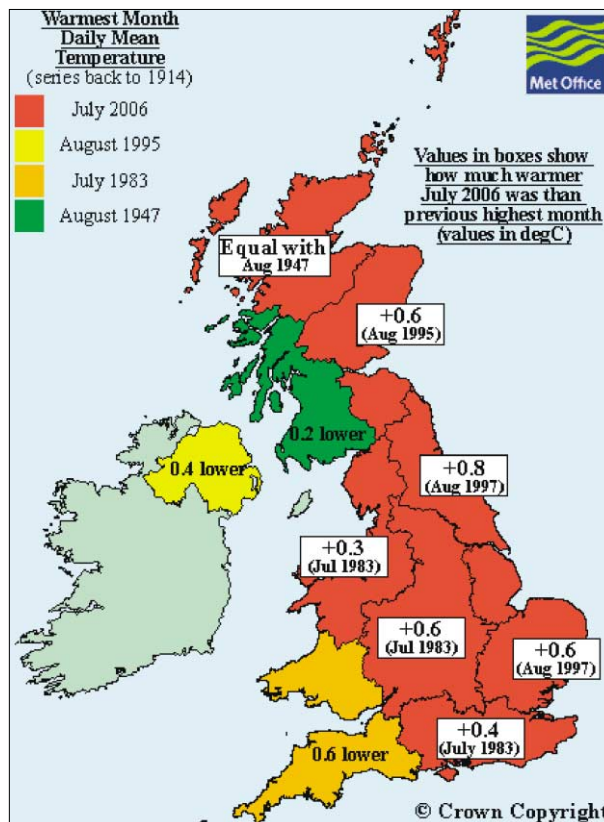 Warmest Month
Daily Mean
Temperature
(series back to 1914)
July 2006
August 1995
July 1983
August 1947
Met Office
Values in boxes show
how much warmer
July 2006 was than
previous highest month
(values in degC)
Equal with
Aug 1947
+0.6
(Aug 1995)
0.2 lower
0.4 lower
+0.8
(Aug 1997)
+0.3
(Jul 1983)
+0.6
(Jul 1983)
+0.6
(Aug 1997)
+0.4
(July 1983)
0.6 lower
© Crown Copyright